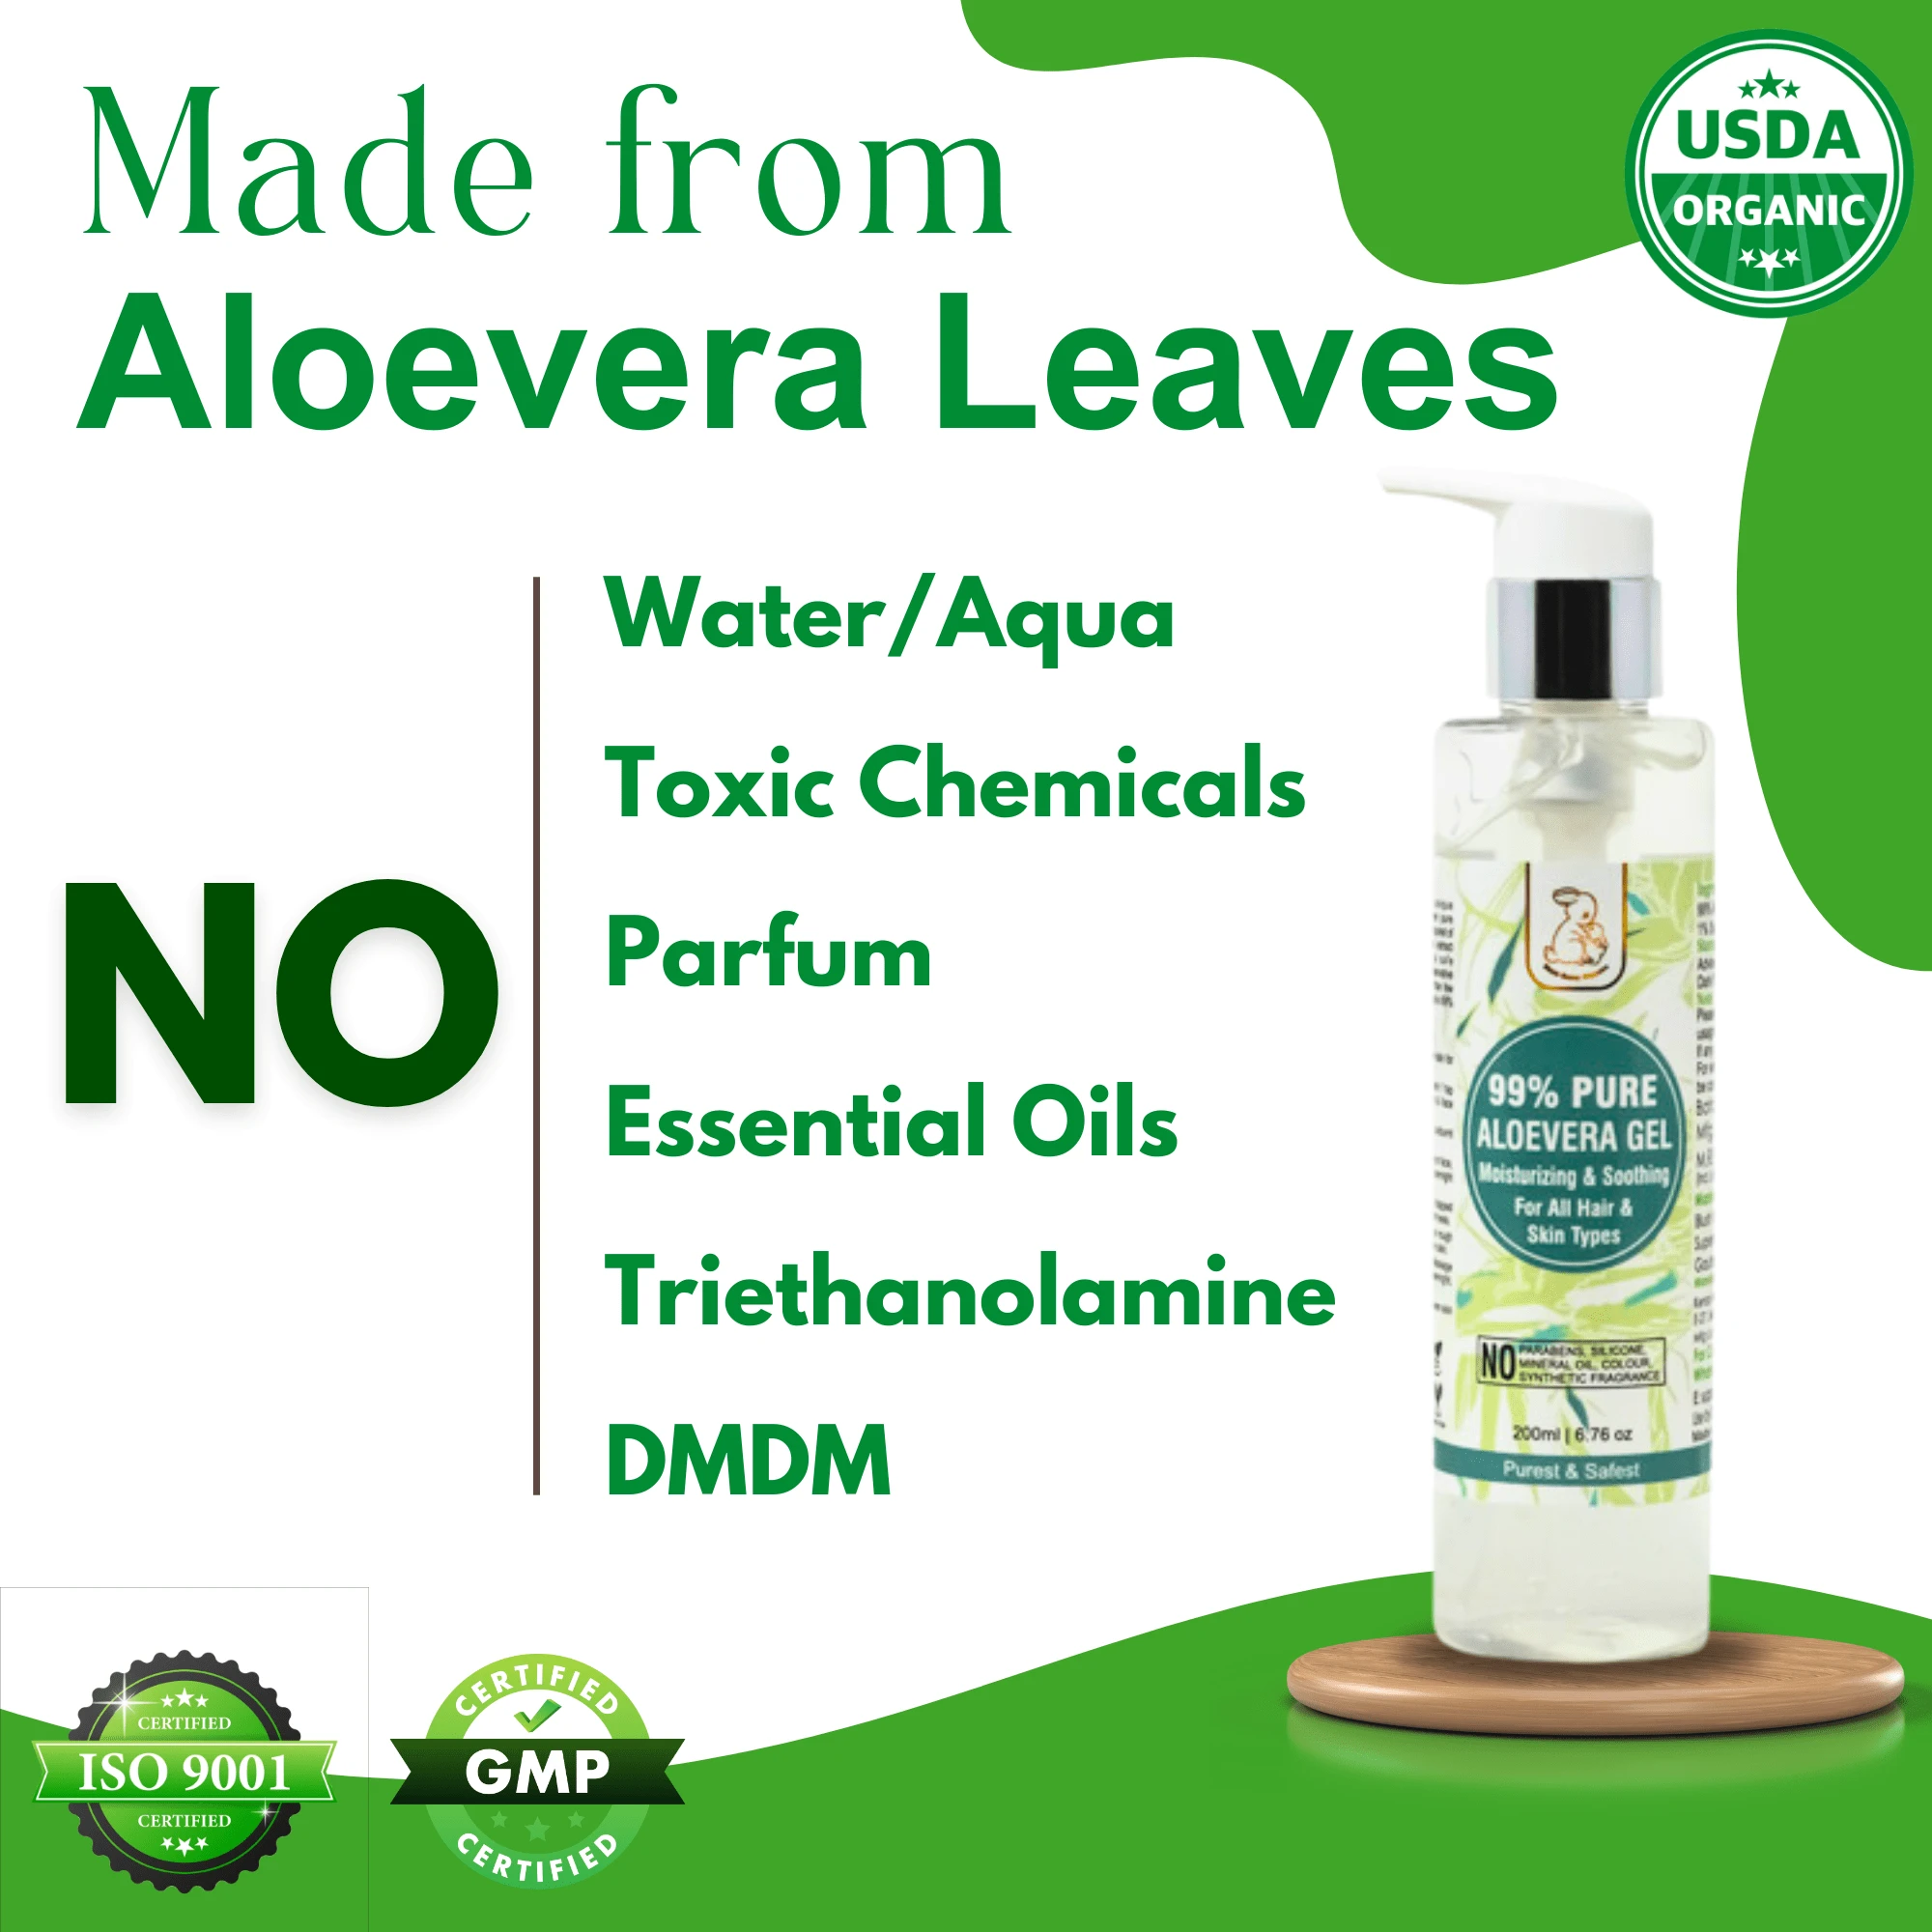 Made from
Aloevera Leaves
USDA
ORGANIC
NO
Water/Aqua
Toxic Chemicals
Parfum
Essential Oils
Triethanolamine
DMDM
99% PURE
ALOEVERA GEL
Moisturizing & Soothing
For All Hair &
Skin Types
NO
PARABENS, SILICONE,
MINERAL OIL, COLOUR,
SYNTHETIC FRAGRANCE
200ml | 6.76 oz
Purest & Safest
CERTIFIED
ISO 9001
CERTIFIED
CERTIFIED
GMP
CERTIFIED